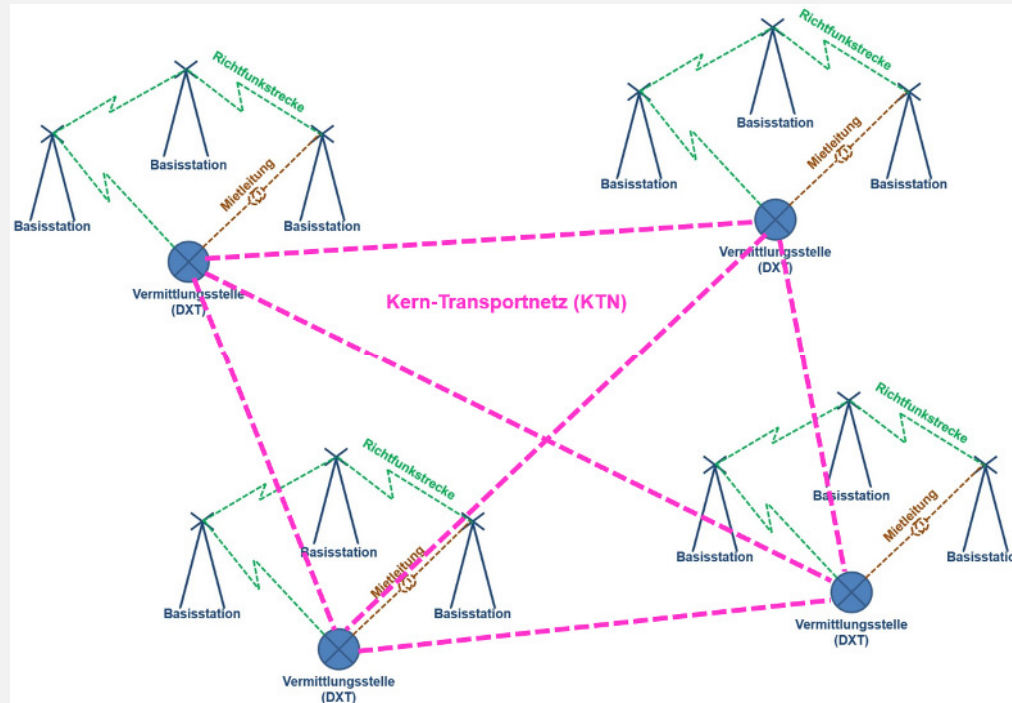 Richtfunkstrecke
Basisstation
Basisstation
Mietleitung
Basisstation
Vermittlungsstelle
(DXT)
Richtfunkstrecke
Basisstation
Basisstation
Mietleitung
Basisstation
Vermittlungsstelle
(DXT)
Kern-Transportnetz (KTN)
Richtfunkstrecke
Basisstation
Basisstation
Mietleitung
Basisstation
Vermittlungsstelle
(DXT)
Richtfunkstrecke
Basisstation
Basisstation
Mietleitung
Basisstation
Vermittlungsstelle
(DXT)